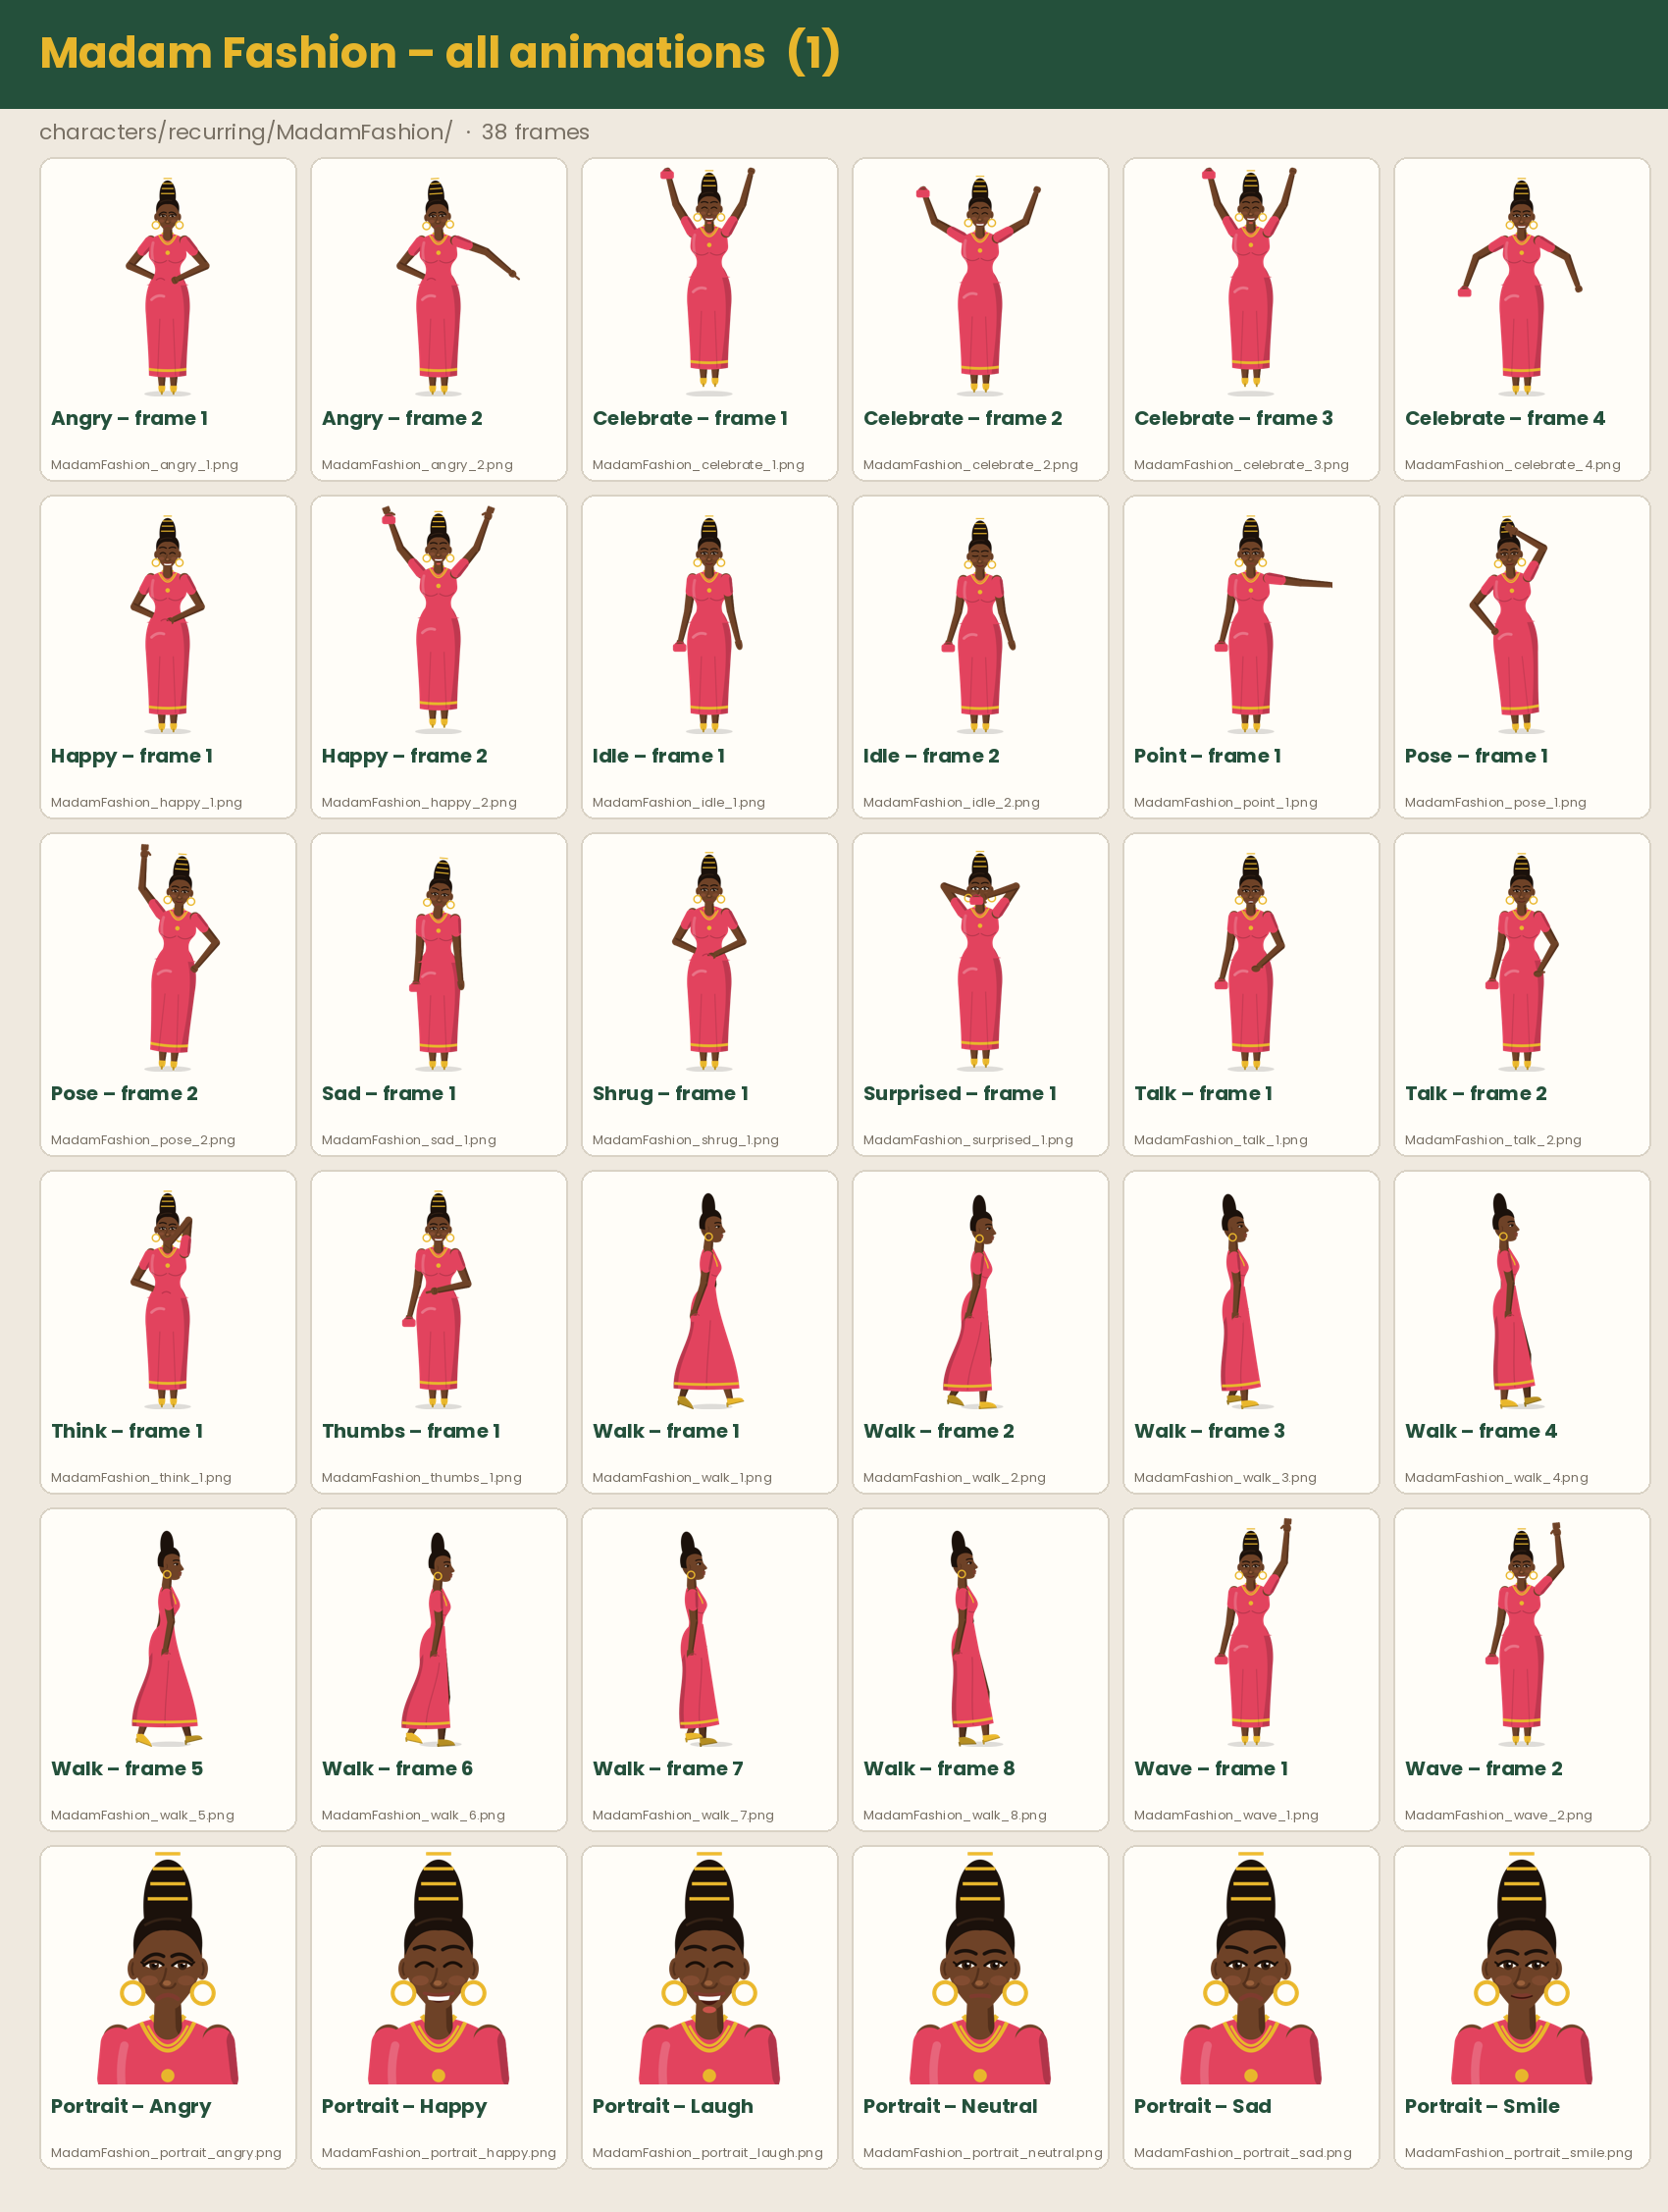 Madam Fashion – all animations (1)
characters/recurring/MadamFashion/ · 38 frames
Angry – frame 1
MadamFashion_angry_1.png
Angry – frame 2
MadamFashion_angry_2.png
Celebrate – frame 1
MadamFashion_celebrate_1.png
Celebrate – frame 2
MadamFashion_celebrate_2.png
Celebrate – frame 3
MadamFashion_celebrate_3.png
Celebrate – frame 4
MadamFashion_celebrate_4.png
Happy – frame 1
MadamFashion_happy_1.png
Happy – frame 2
MadamFashion_happy_2.png
Idle – frame 1
MadamFashion_idle_1.png
Idle – frame 2
MadamFashion_idle_2.png
Point – frame 1
MadamFashion_point_1.png
Pose – frame 1
MadamFashion_pose_1.png
Pose – frame 2
MadamFashion_pose_2.png
Sad – frame 1
MadamFashion_sad_1.png
Shrug – frame 1
MadamFashion_shrug_1.png
Surprised – frame 1
MadamFashion_surprised_1.png
Talk – frame 1
MadamFashion_talk_1.png
Talk – frame 2
MadamFashion_talk_2.png
Think – frame 1
MadamFashion_think_1.png
Thumbs – frame 1
MadamFashion_thumbs_1.png
Walk – frame 1
MadamFashion_walk_1.png
Walk – frame 2
MadamFashion_walk_2.png
Walk – frame 3
MadamFashion_walk_3.png
Walk – frame 4
MadamFashion_walk_4.png
Walk – frame 5
MadamFashion_walk_5.png
Walk – frame 6
MadamFashion_walk_6.png
Walk – frame 7
MadamFashion_walk_7.png
Walk – frame 8
MadamFashion_walk_8.png
Wave – frame 1
MadamFashion_wave_1.png
Wave – frame 2
MadamFashion_wave_2.png
Portrait – Angry
MadamFashion_portrait_angry.png
Portrait – Happy
MadamFashion_portrait_happy.png
Portrait – Laugh
MadamFashion_portrait_laugh.png
Portrait – Neutral
MadamFashion_portrait_neutral.png
Portrait – Sad
MadamFashion_portrait_sad.png
Portrait – Smile
MadamFashion_portrait_smile.png